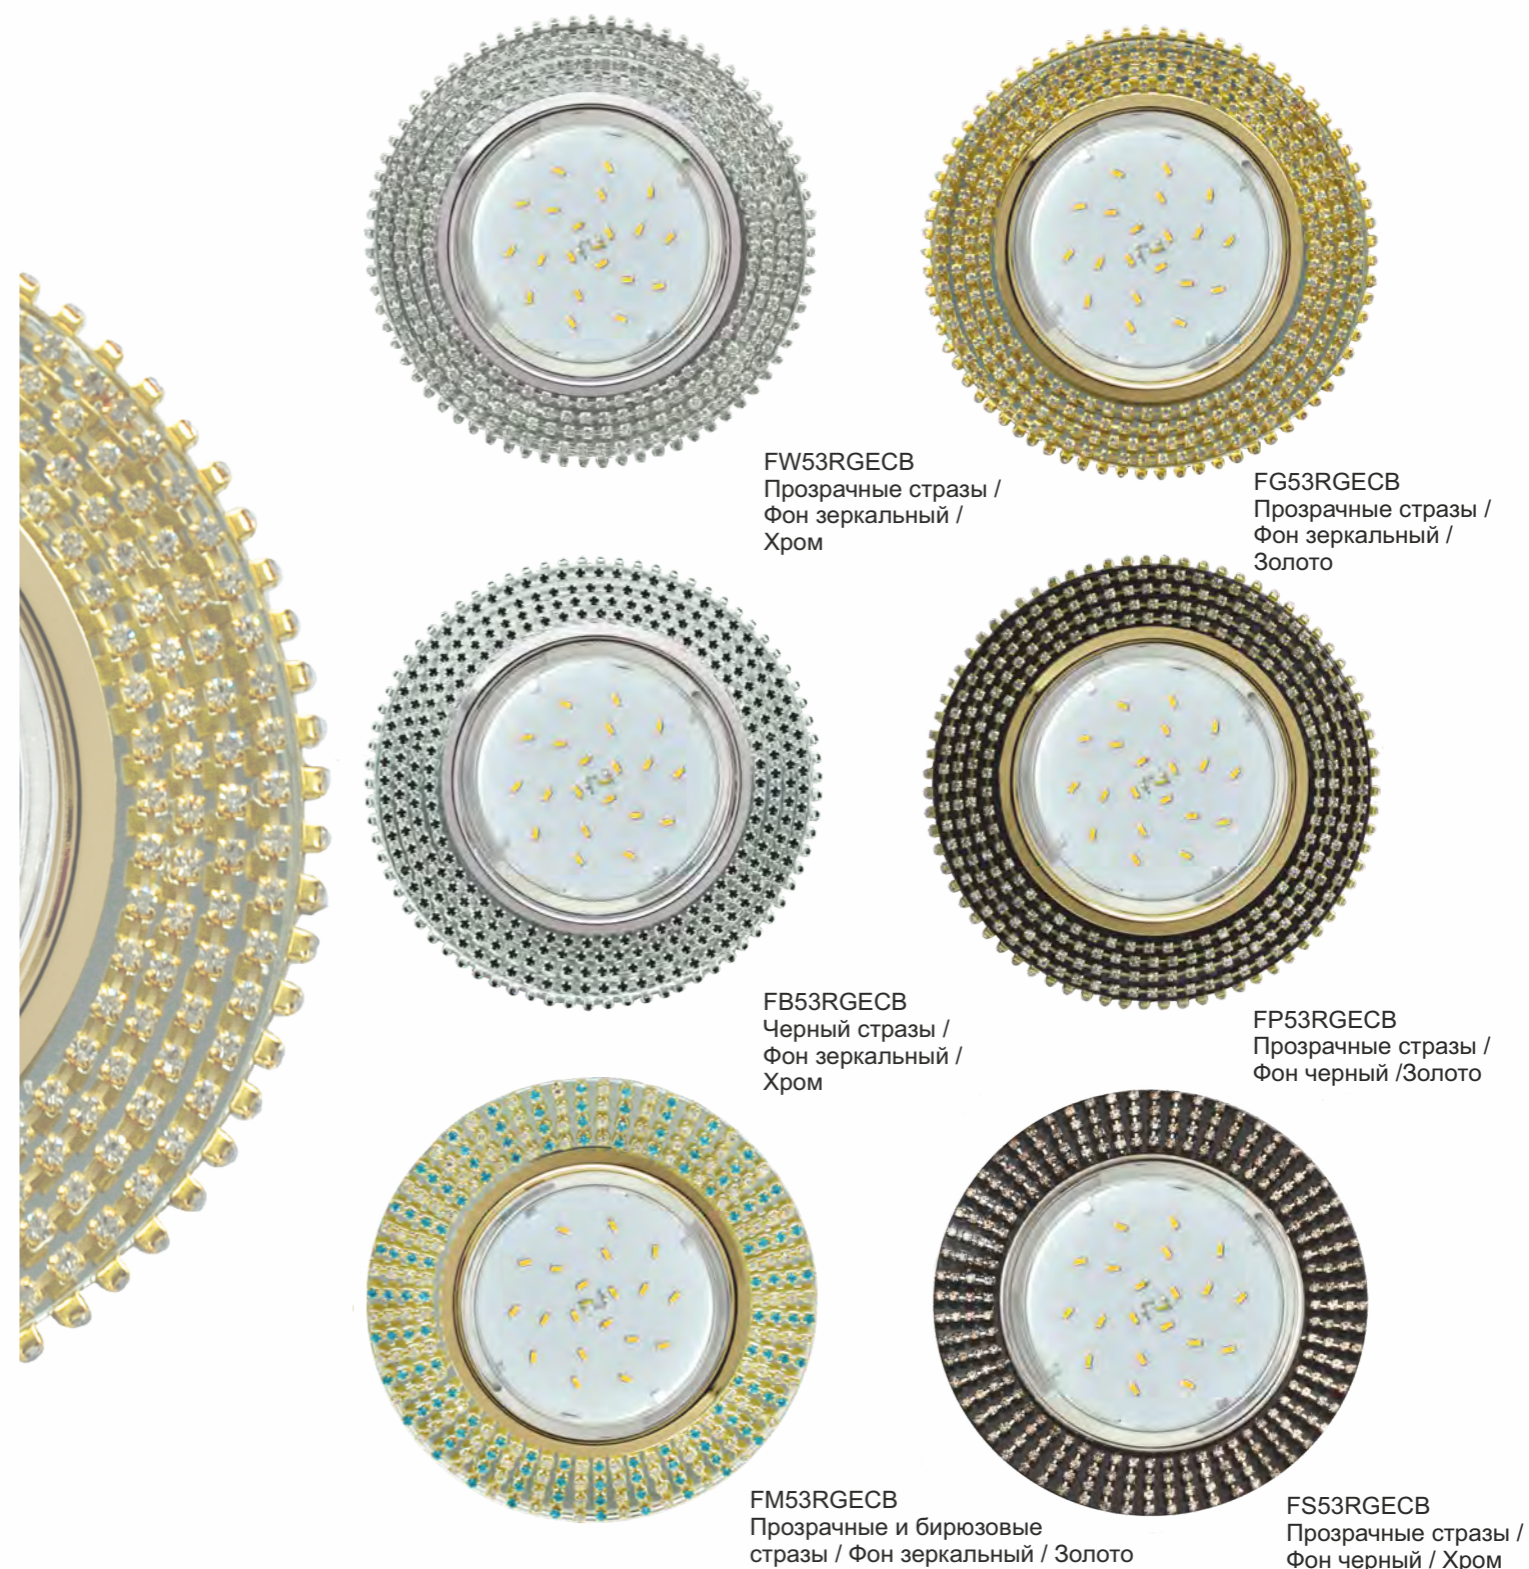 FW53RGECB
Прозрачные стразы /
Фон зеркальный /
Хром
FG53RGECB
Прозрачные стразы /
Фон зеркальный /
Золото
FB53RGECB
Черный стразы /
Фон зеркальный /
Хром
FP53RGECB
Прозрачные стразы /
Фон черный /Золото
FM53RGECB
Прозрачные и бирюзовые
стразы / Фон зеркальный / Золото
FS53RGECB
Прозрачные стразы /
Фон черный / Хром